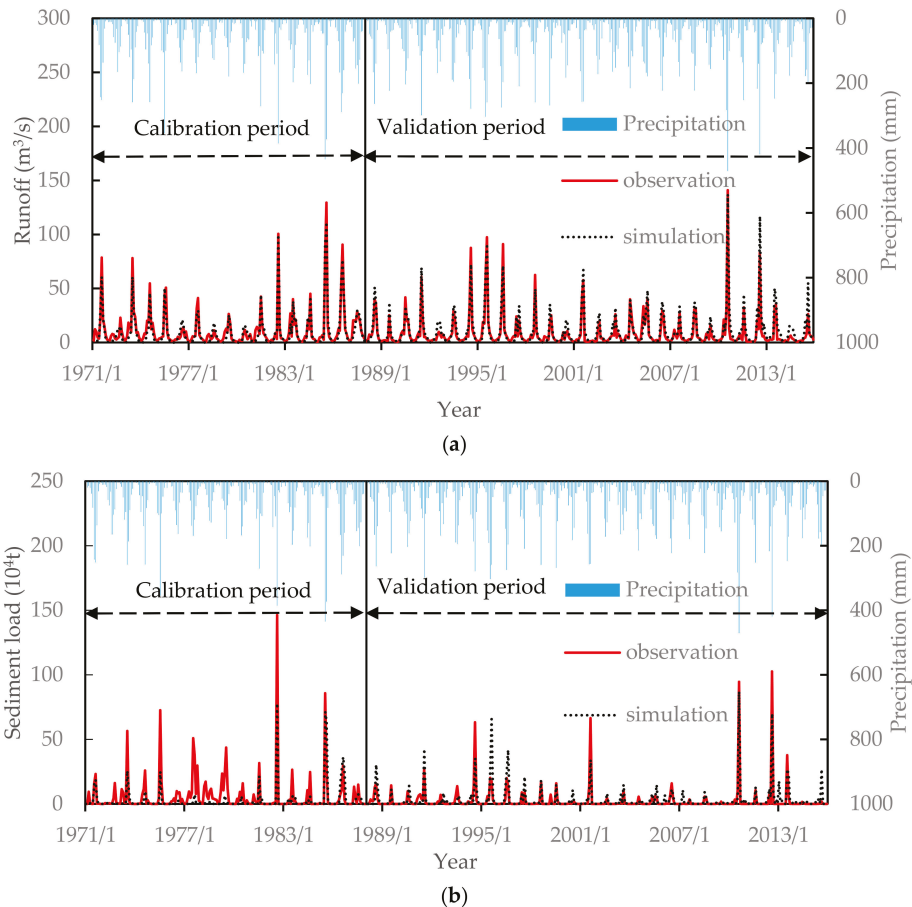 300
250
200
150
100
50
0
Runoff (m³/s)
0
200
400
600
800
1000
Precipitation (mm)
Calibration period
Validation period
Precipitation
observation
simulation
1971/1
1977/1
1983/1
1989/1
1995/1
2001/1
2007/1
2013/1
Year
(a)
250
200
150
100
50
0
Sediment load (10⁴t)
0
200
400
600
800
1000
Precipitation (mm)
Calibration period
Validation period
Precipitation
observation
simulation
1971/1
1977/1
1983/1
1989/1
1995/1
2001/1
2007/1
2013/1
Year
(b)